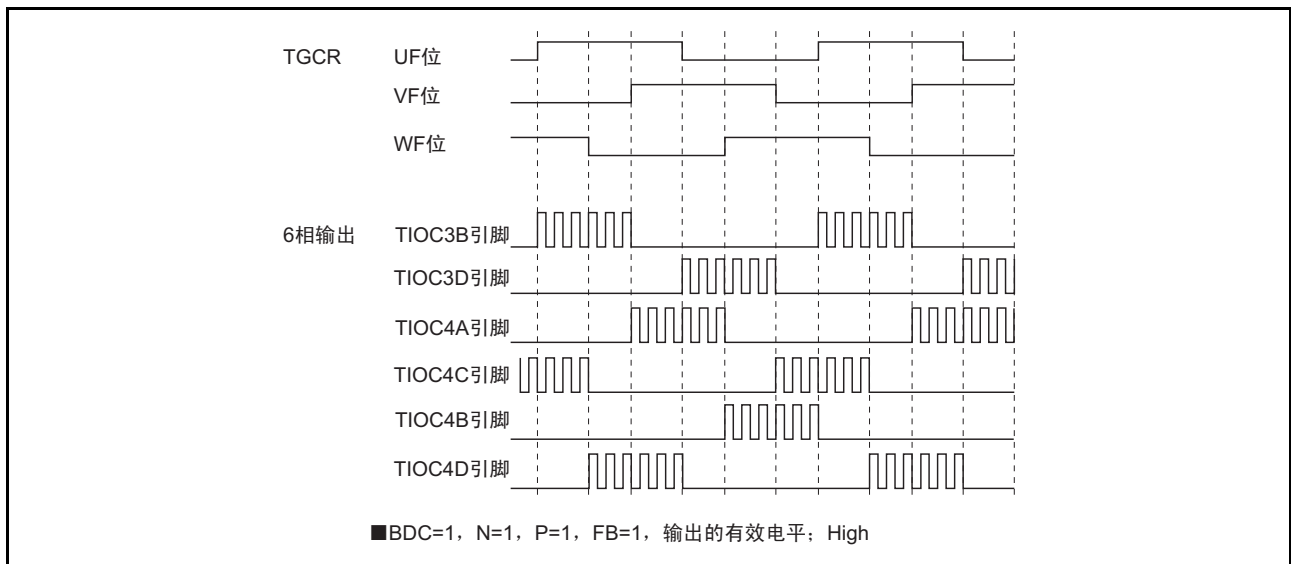 TGCR UF位
VF位
WF位
6相输出 TIOC3B引脚
TIOC3D引脚
TIOC4A引脚
TIOC4C引脚
TIOC4B引脚
TIOC4D引脚
■BDC=1，N=1，P=1，FB=1，输出的有效电平；High